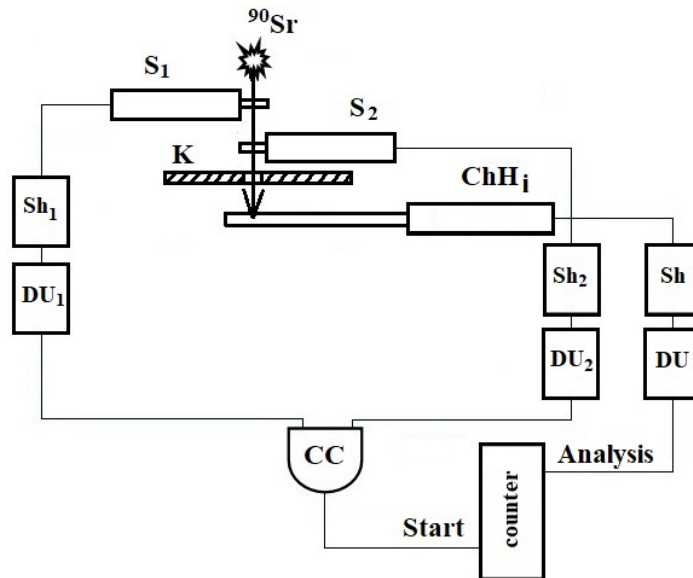 ⁹⁰Sr
S₁
S₂
K
ChHᵢ
Sh₁
Sh₂
Sh
DU₁
DU₂
DU
CC
Analysis
Start
counter